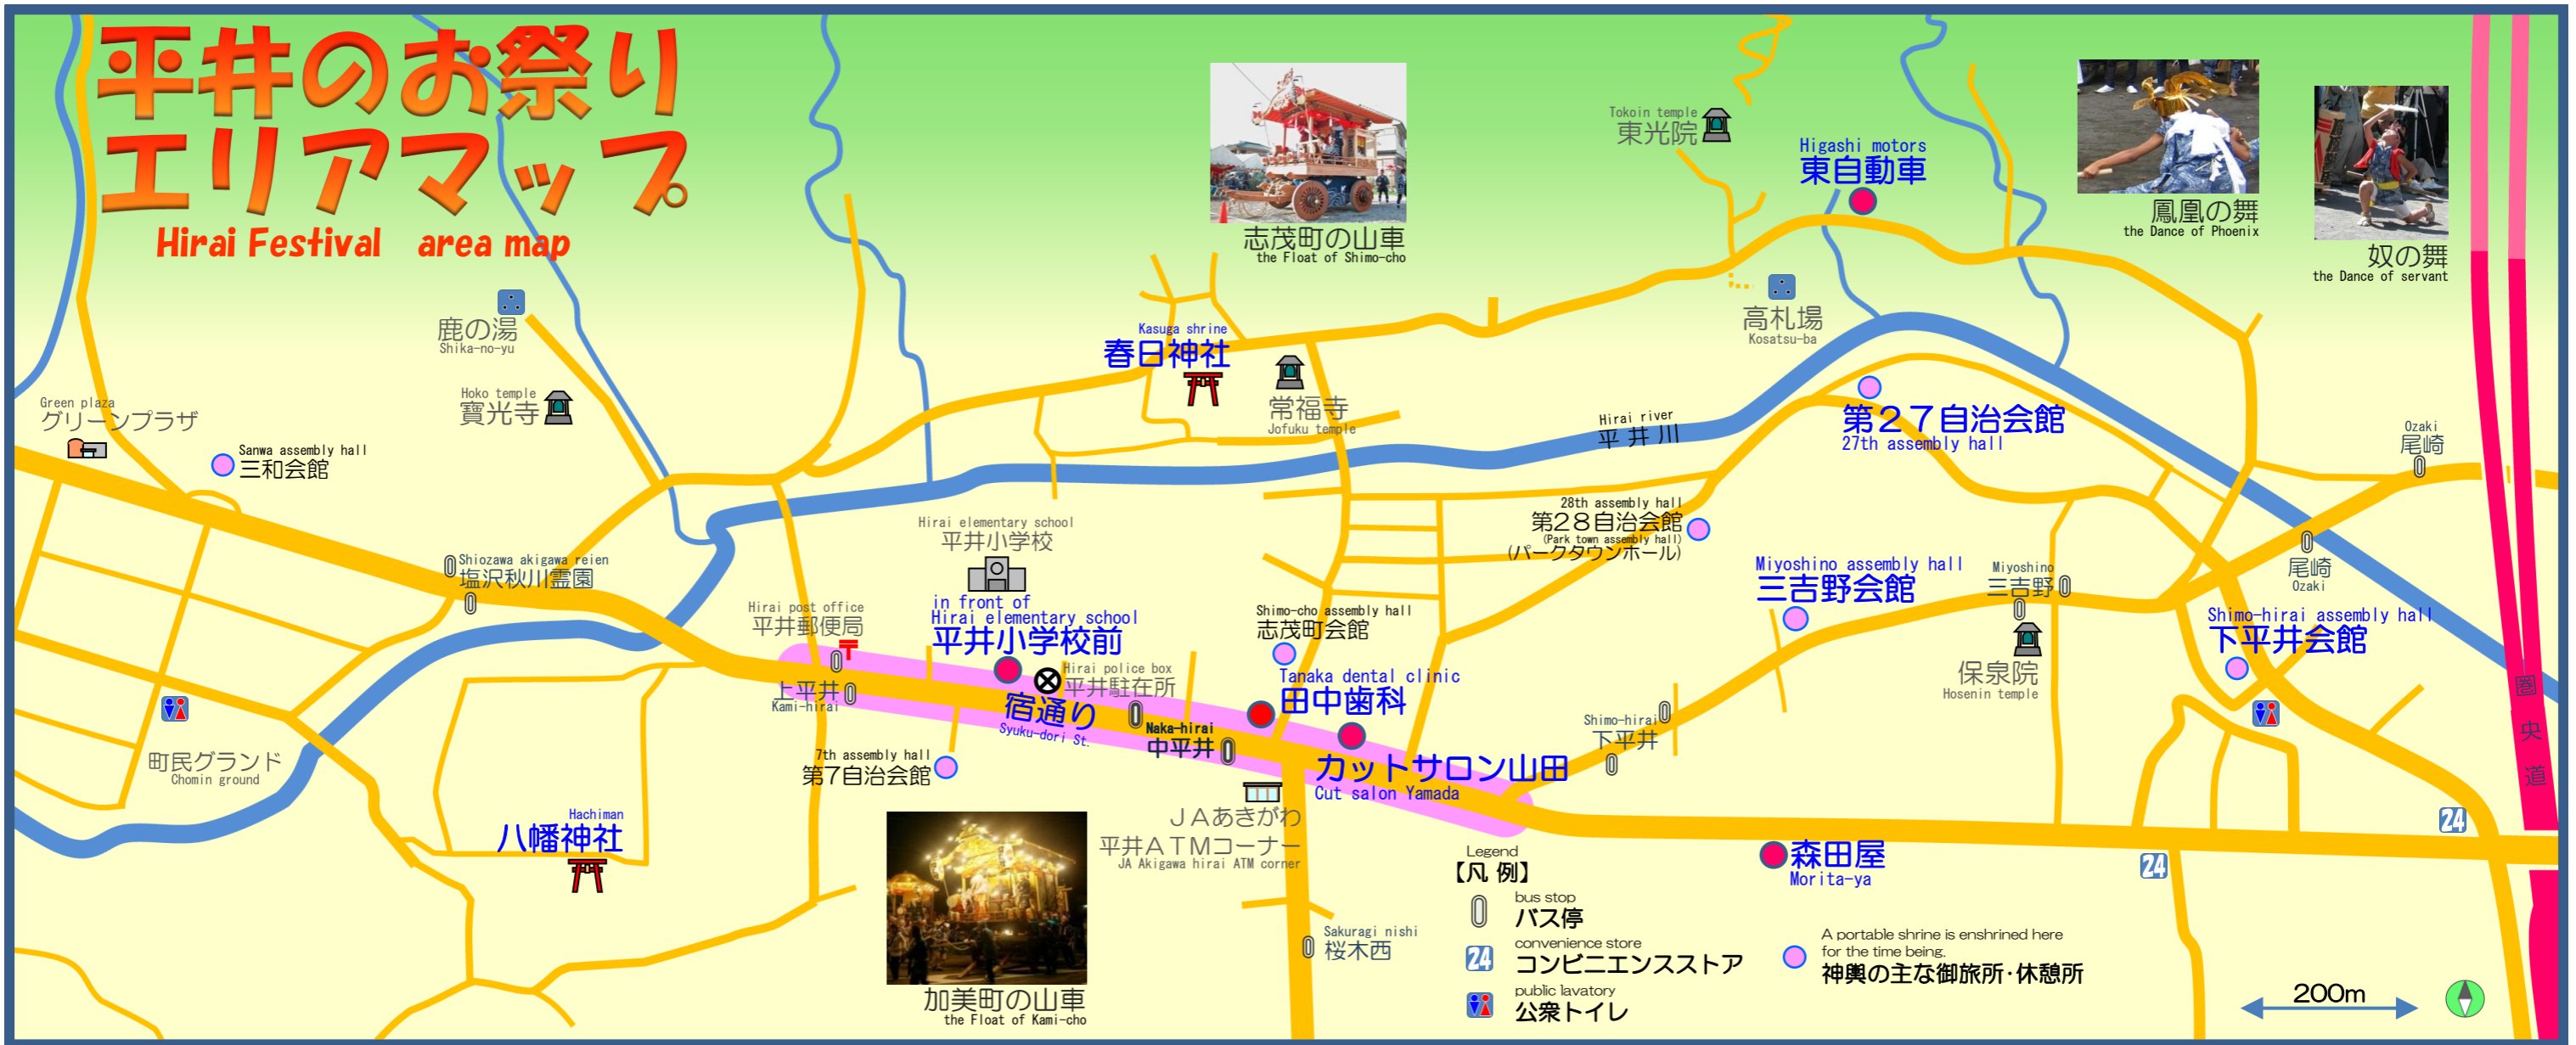 平井のお祭り
エリアマップ
Hirai Festival area map
志茂町の山車
the Float of Shimo-cho
Tokoin temple
東光院
Higashi motors
東自動車
鳳凰の舞
the Dance of Phoenix
奴の舞
the Dance of servant
鹿の湯
Shika-no-yu
高札場
Kosatsu-ba
Kasuga shrine
春日神社
Green plaza
グリーンプラザ
Hoko temple
寶光寺
常福寺
Jofuku temple
Hirai river
平井川
第27自治会館
27th assembly hall
Ozaki
尾崎
Sanwa assembly hall
三和会館
Hirai elementary school
平井小学校
28th assembly hall
第28自治会館
(Park town assembly hall)
(パークタウンホール)
Shiozawa akigawa reien
塩沢秋川霊園
Miyoshino assembly hall
三吉野会館
Miyoshino
三吉野
尾崎
Ozaki
Hirai post office
平井郵便局
〒
in front of
Hirai elementary school
平井小学校前
Shimo-cho assembly hall
志茂町会館
Shimo-hirai assembly hall
下平井会館
Hirai police box
平井駐在所
上平井
Kami-hirai
宿通り
Syuku-dori St.
Tanaka dental clinic
田中歯科
保泉院
Hosenin temple
圏央道
Naka-hirai
中平井
Shimo-hirai
下平井
町民グランド
Chomin ground
7th assembly hall
第7自治会館
カットサロン山田
Cut salon Yamada
Hachiman
八幡神社
JAあきがわ
平井ATMコーナー
JA Akigawa hirai ATM corner
24
24
森田屋
Morita-ya
加美町の山車
the Float of Kami-cho
Sakuragi nishi
桜木西
Legend
【凡 例】
bus stop
バス停
24
convenience store
コンビニエンスストア
public lavatory
公衆トイレ
A portable shrine is enshrined here
for the time being.
神輿の主な御旅所・休憩所
200m